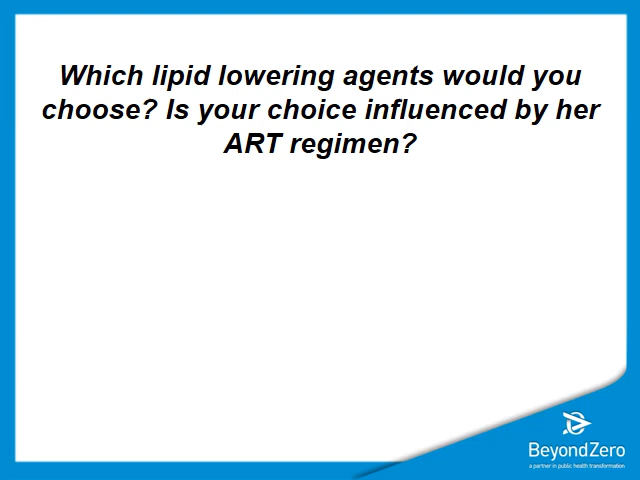 Which lipid lowering agents would you
choose? Is your choice influenced by her
ART regimen?
BeyondZero
a partner in public health transformation